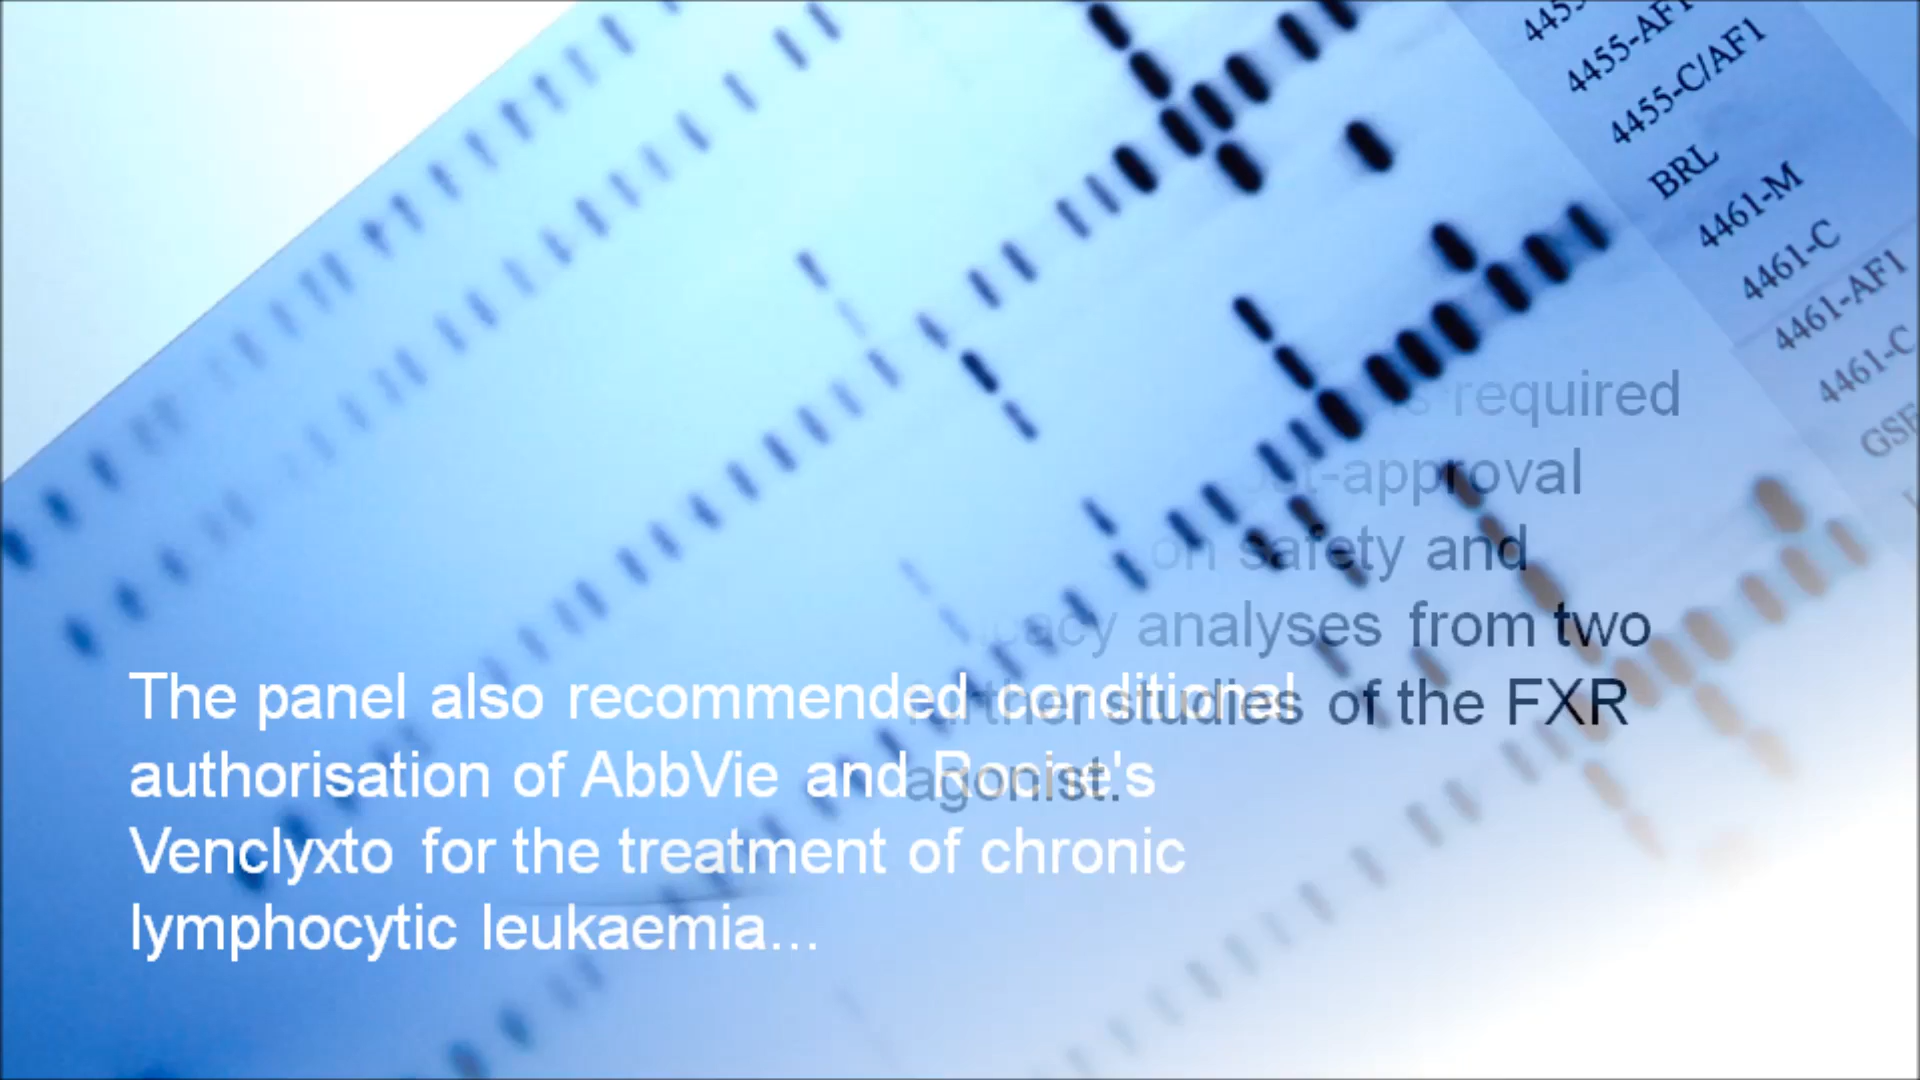 4455-AF1
4455-C/AF1
BRL
4461-M
4461-C
4461-AF1
4461-C
required
approval
on safety and
analyses from two
studies of the FXR
agonist.
The panel also recommended conditional
authorisation of AbbVie and Roche's
Venclyxto for the treatment of chronic
lymphocytic leukaemia...